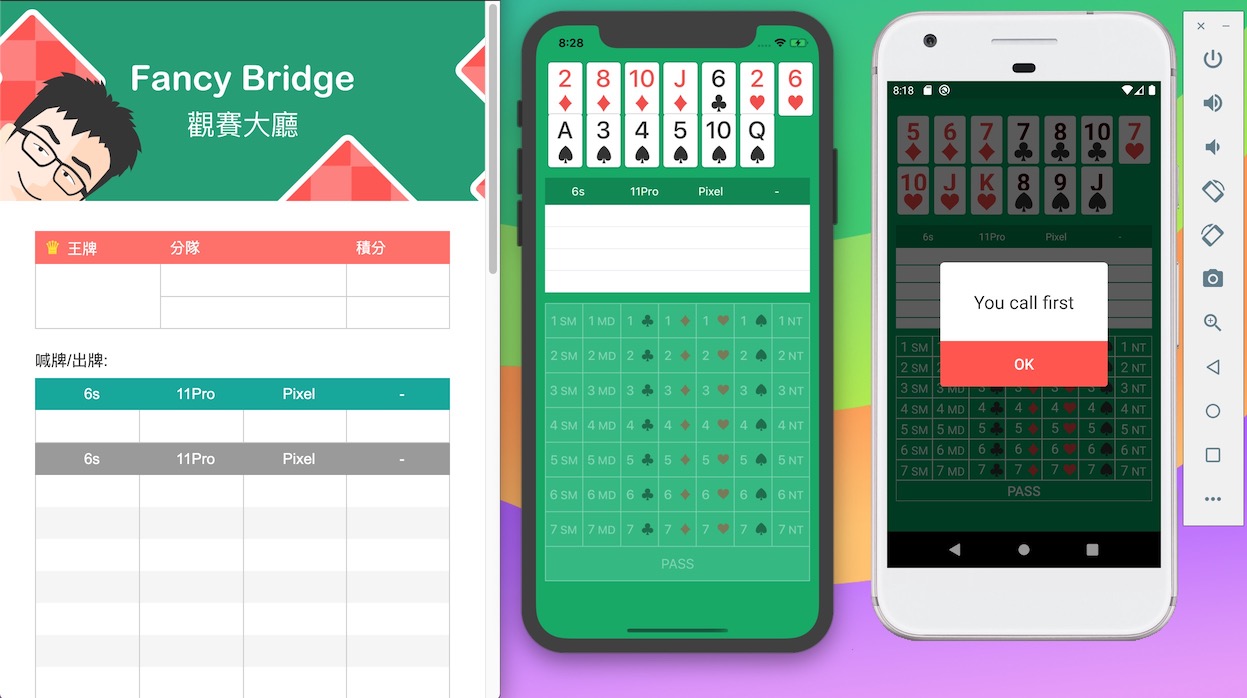 Fancy Bridge
觀賽大廳
王牌 分隊 積分
喊牌/出牌:
6s 11Pro Pixel -
6s 11Pro Pixel -
8:28
2 8 10 J 6 2 6
A 3 4 5 10 Q
6s 11Pro Pixel -
1 SM 1 MD 1 ♣ 1 ♦ 1 ♥ 1 ♠ 1 NT
2 SM 2 MD 2 ♣ 2 ♦ 2 ♥ 2 ♠ 2 NT
3 SM 3 MD 3 ♣ 3 ♦ 3 ♥ 3 ♠ 3 NT
4 SM 4 MD 4 ♣ 4 ♦ 4 ♥ 4 ♠ 4 NT
5 SM 5 MD 5 ♣ 5 ♦ 5 ♥ 5 ♠ 5 NT
6 SM 6 MD 6 ♣ 6 ♦ 6 ♥ 6 ♠ 6 NT
7 SM 7 MD 7 ♣ 7 ♦ 7 ♥ 7 ♠ 7 NT
PASS
8:18
5 6 7 7 8 10 7
10 J K 8 9 J
6s 11Pro Pixel -
You call first
OK
1 SM 1 NT
2 SM 2 NT
3 SM 3 MD 3 ♣ 3 ♦ 3 ♥ 3 ♠ 3 NT
4 SM 4 MD 4 ♣ 4 ♦ 4 ♥ 4 ♠ 4 NT
5 SM 5 MD 5 ♣ 5 ♦ 5 ♥ 5 ♠ 5 NT
6 SM 6 MD 6 ♣ 6 ♦ 6 ♥ 6 ♠ 6 NT
7 SM 7 MD 7 ♣ 7 ♦ 7 ♥ 7 ♠ 7 NT
PASS